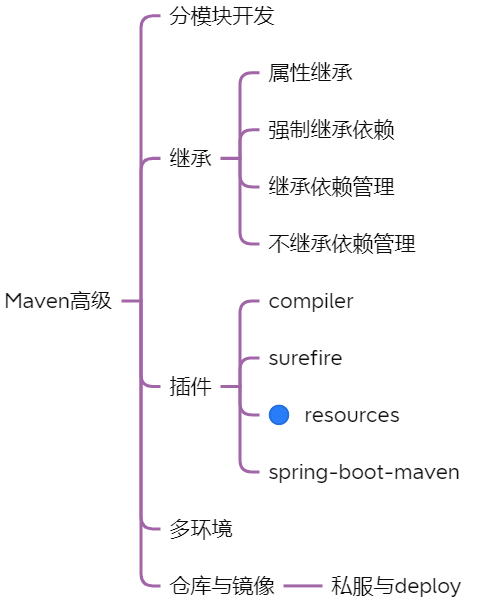 分模块开发
属性继承
强制继承依赖
继承
继承依赖管理
不继承依赖管理
Maven高级
compiler
surefire
插件
resources
spring-boot-maven
多环境
仓库与镜像
私服与deploy